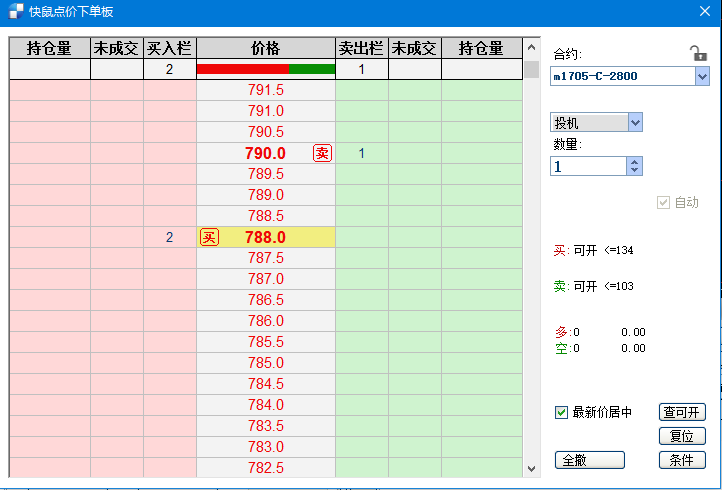 快鼠点价下单板
持仓量 未成交 买入栏 价格 卖出栏 未成交 持仓量
2 1
791.5
791.0
790.5
790.0 卖 1
789.5
789.0
788.5
2 买 788.0
787.5
787.0
786.5
786.0
785.5
785.0
784.5
784.0
783.5
783.0
782.5
合约:
m1705-C-2800
投机
数量:
1
自动
买:可开 <=134
卖:可开 <=103
多:0 0.00
空:0 0.00
最新价居中 查可开
复位
全撤 条件